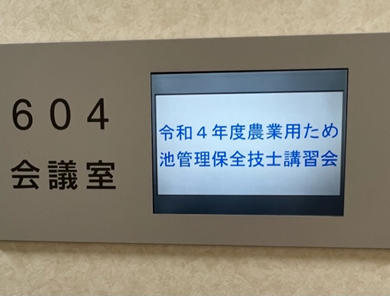 604
会議室
令和４年度農業用ため
池管理保全技士講習会